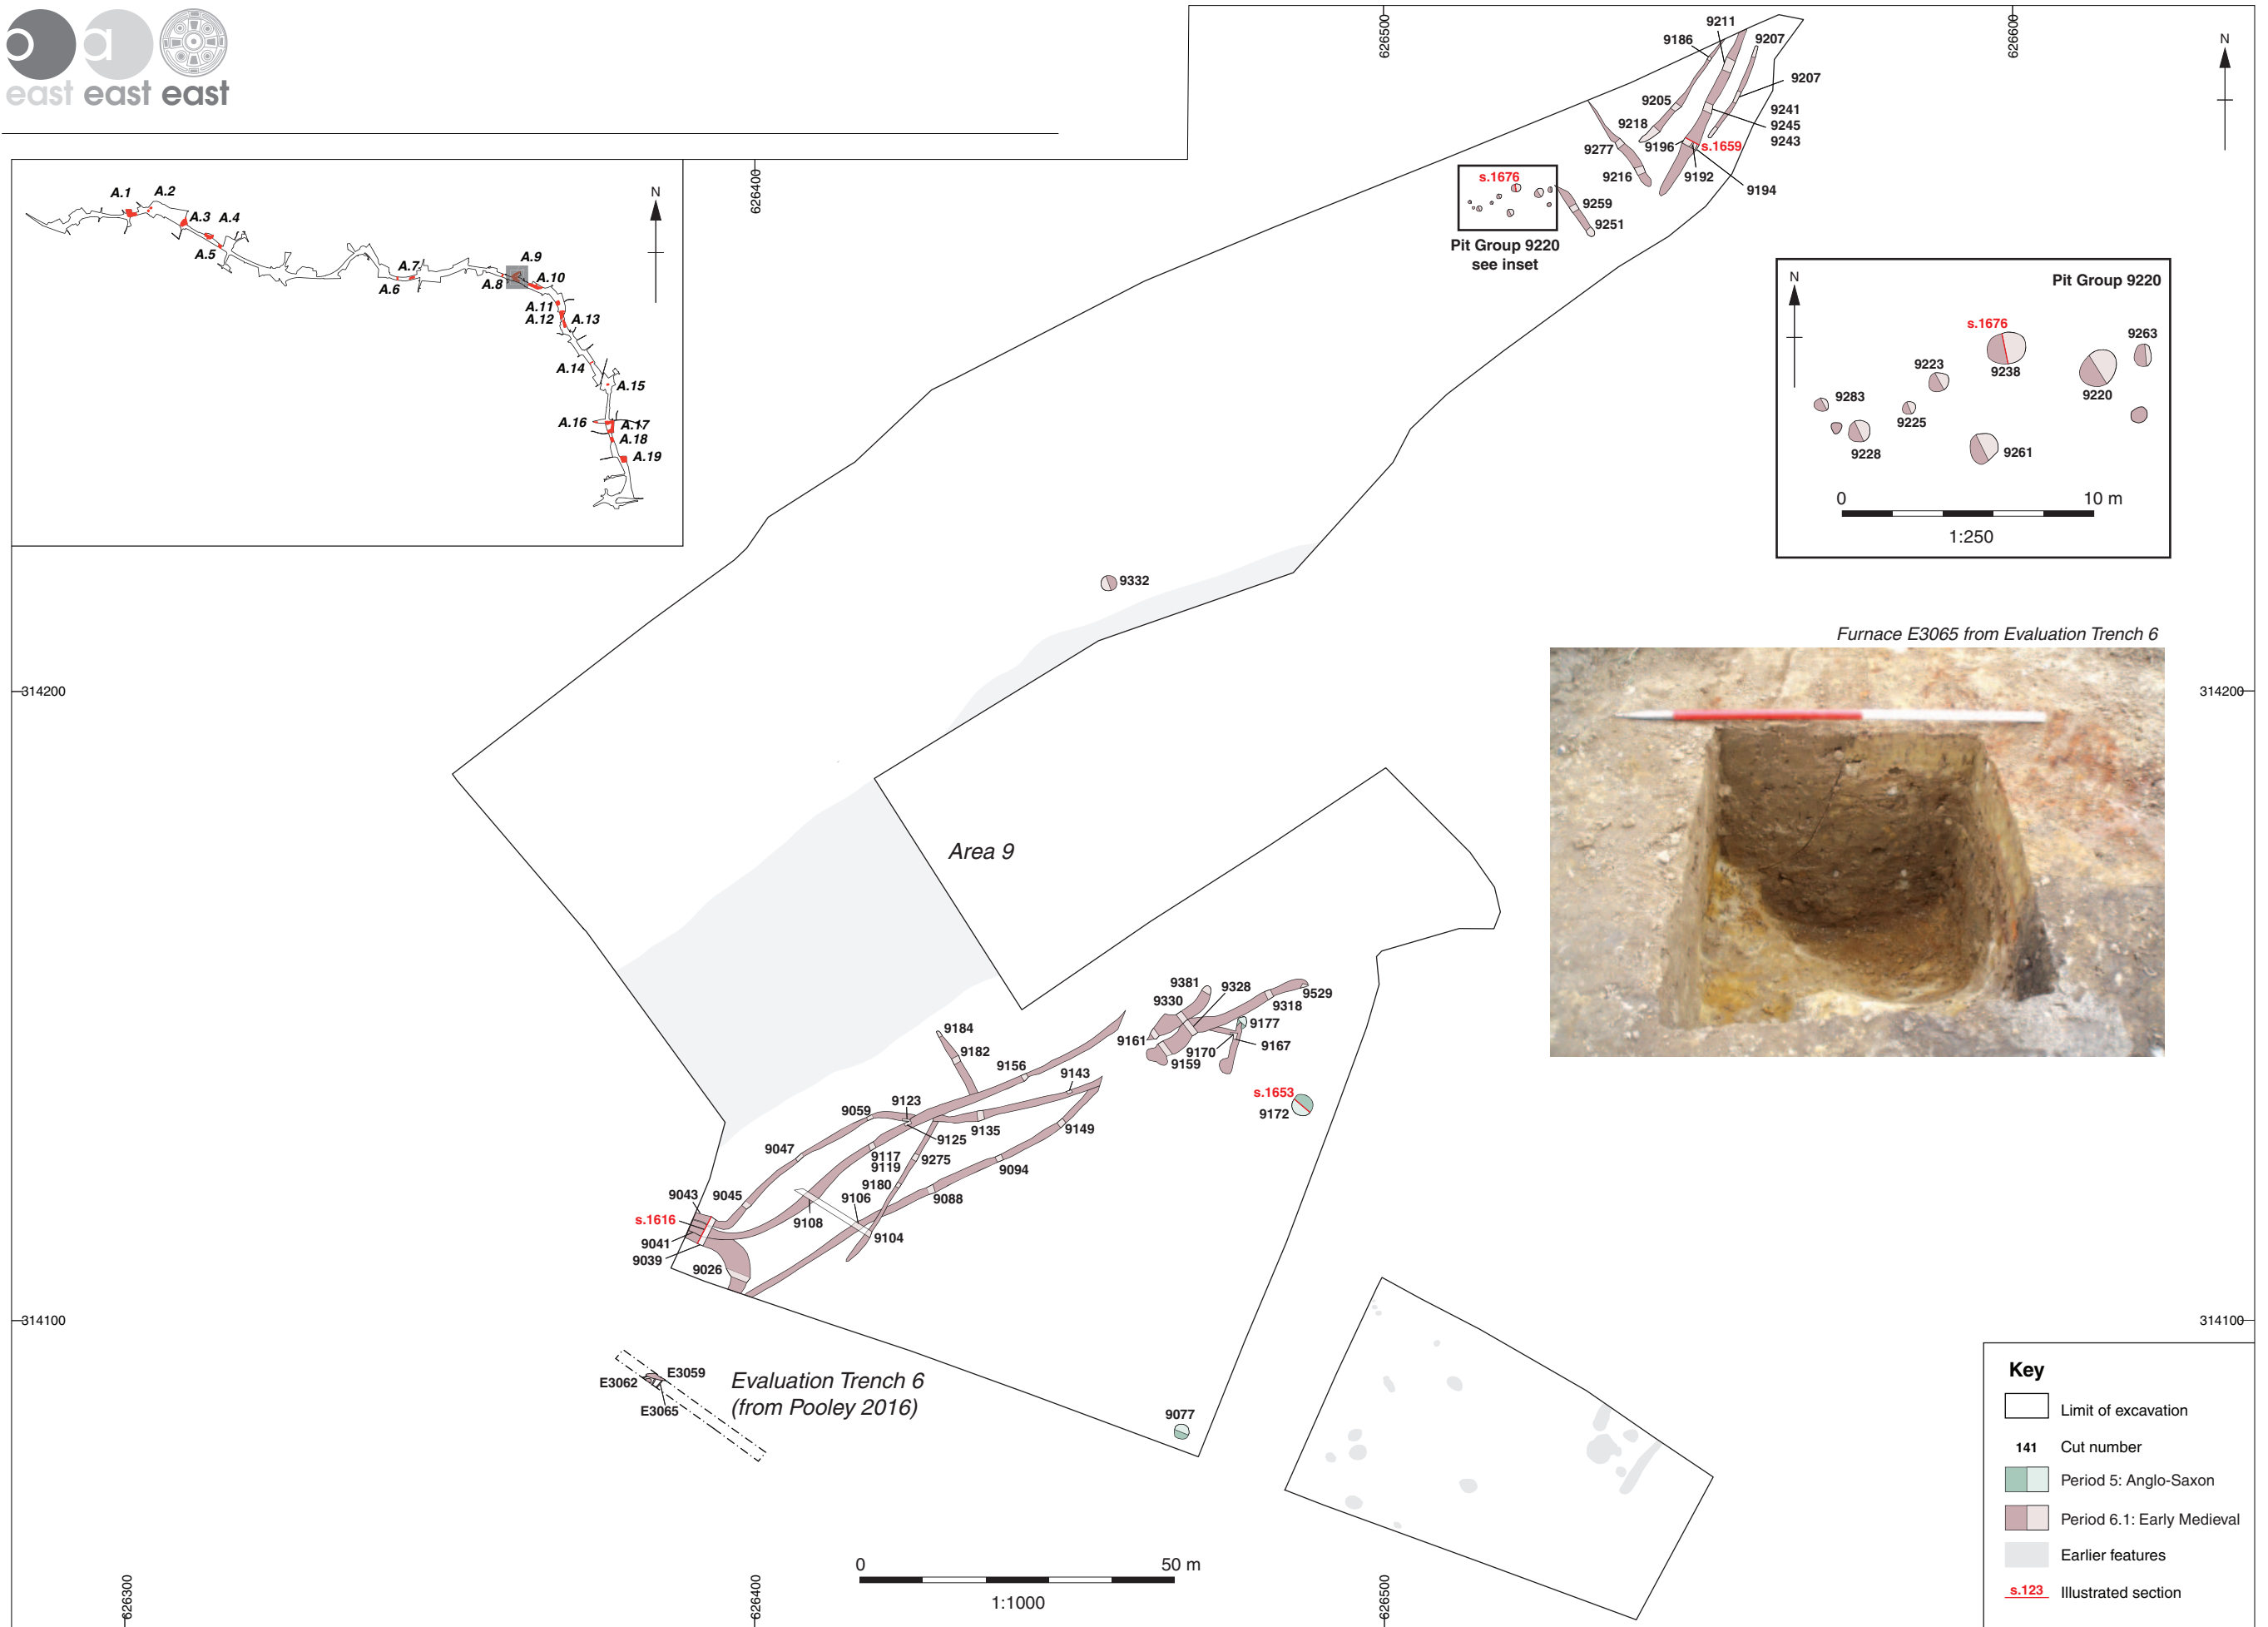 east east east
A.1
A.2
A.3
A.4
A.5
A.6
A.7
A.8
A.9
A.10
A.11
A.12
A.13
A.14
A.15
A.16
A.17
A.18
A.19
N
626400
626500
626600
N
9211
9186
9207
9207
9205
9241
9245
9243
9218
9277
9196
s.1659
9216
9192
9194
s.1676
9259
9251
Pit Group 9220
see inset
N
Pit Group 9220
s.1676
9263
9223
9238
9220
9283
9225
9228
9261
0
10 m
1:250
9332
Furnace E3065 from Evaluation Trench 6
314200
314200
Area 9
9381
9328
9330
9529
9318
9177
9161
9170
9167
9159
9184
9182
9156
9143
s.1653
9172
9123
9059
9135
9125
9149
9047
9117
9119
9275
9094
9180
9106
9088
9043
9045
s.1616
9108
9041
9104
9039
9026
314100
314100
E3059
E3062
E3065
Evaluation Trench 6
(from Pooley 2016)
9077
0
50 m
1:1000
626300
626400
626500
Key
Limit of excavation
141 Cut number
Period 5: Anglo-Saxon
Period 6.1: Early Medieval
Earlier features
s.123 Illustrated section